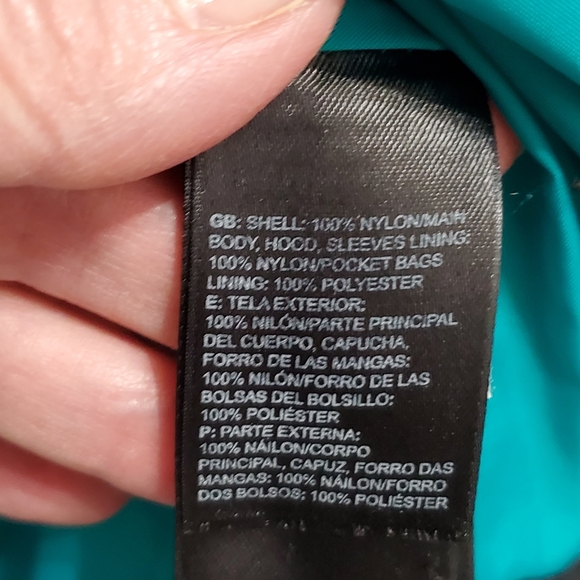 GB: SHELL: 100% NYLON/MAIN
BODY, HOOD, SLEEVES LINING:
100% NYLON/POCKET BAGS
LINING: 100% POLYESTER
E: TELA EXTERIOR:
100% NILÓN/PARTE PRINCIPAL
DEL CUERPO, CAPUCHA,
FORRO DE LAS MANGAS:
100% NILÓN/FORRO DE LAS
BOLSAS DEL BOLSILLO:
100% POLIÉSTER
P: PARTE EXTERNA:
100% NÁILON/CORPO
PRINCIPAL, CAPUZ, FORRO DAS
MANGAS: 100% NÁILON/FORRO
DOS BOLSOS: 100% POLIÉSTER